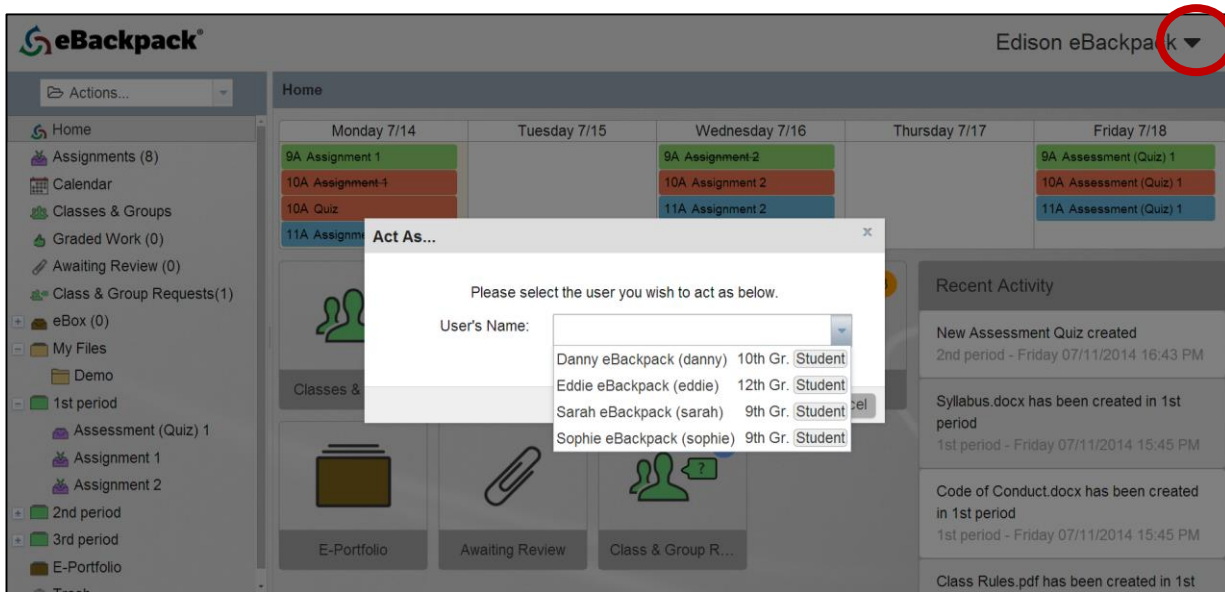 eBackpack®
Edison eBackpack
Actions...
Home
Home
Assignments (8)
Calendar
Classes & Groups
Graded Work (0)
Awaiting Review (0)
Class & Group Requests(1)
eBox (0)
My Files
Demo
1st period
Assessment (Quiz) 1
Assignment 1
Assignment 2
2nd period
3rd period
E-Portfolio
Trash
Monday 7/14
Tuesday 7/15
Wednesday 7/16
Thursday 7/17
Friday 7/18
9A Assignment 1
9A Assignment 2
9A Assessment (Quiz) 1
10A Assignment 1
10A Assignment 2
10A Assessment (Quiz) 1
10A Quiz
11A Assignment 2
11A Assessment (Quiz) 1
11A Assignme
Act As...
x
Please select the user you wish to act as below.
User's Name:
Danny eBackpack (danny) 10th Gr. Student
Eddie eBackpack (eddie) 12th Gr. Student
Sarah eBackpack (sarah) 9th Gr. Student
Sophie eBackpack (sophie) 9th Gr. Student
cel
Classes &
E-Portfolio
Awaiting Review
?
Class & Group R...
Recent Activity
New Assessment Quiz created
2nd period - Friday 07/11/2014 16:43 PM
Syllabus.docx has been created in 1st
period
1st period - Friday 07/11/2014 15:45 PM
Code of Conduct.docx has been created
in 1st period
1st period - Friday 07/11/2014 15:45 PM
Class Rules.pdf has been created in 1st